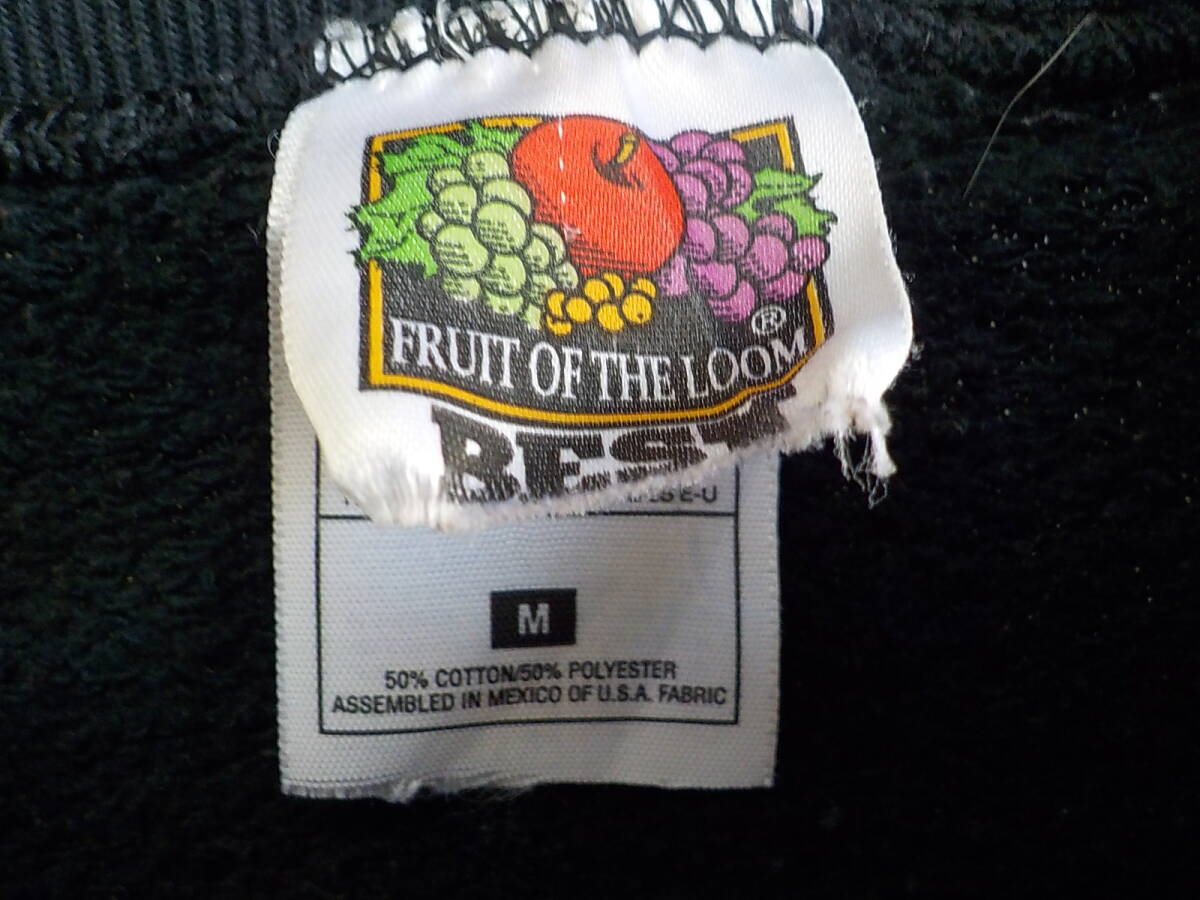 FRUIT OF THE LOOM ®
BEST
E-U
M
50% COTTON/50% POLYESTER
ASSEMBLED IN MEXICO OF U.S.A. FABRIC